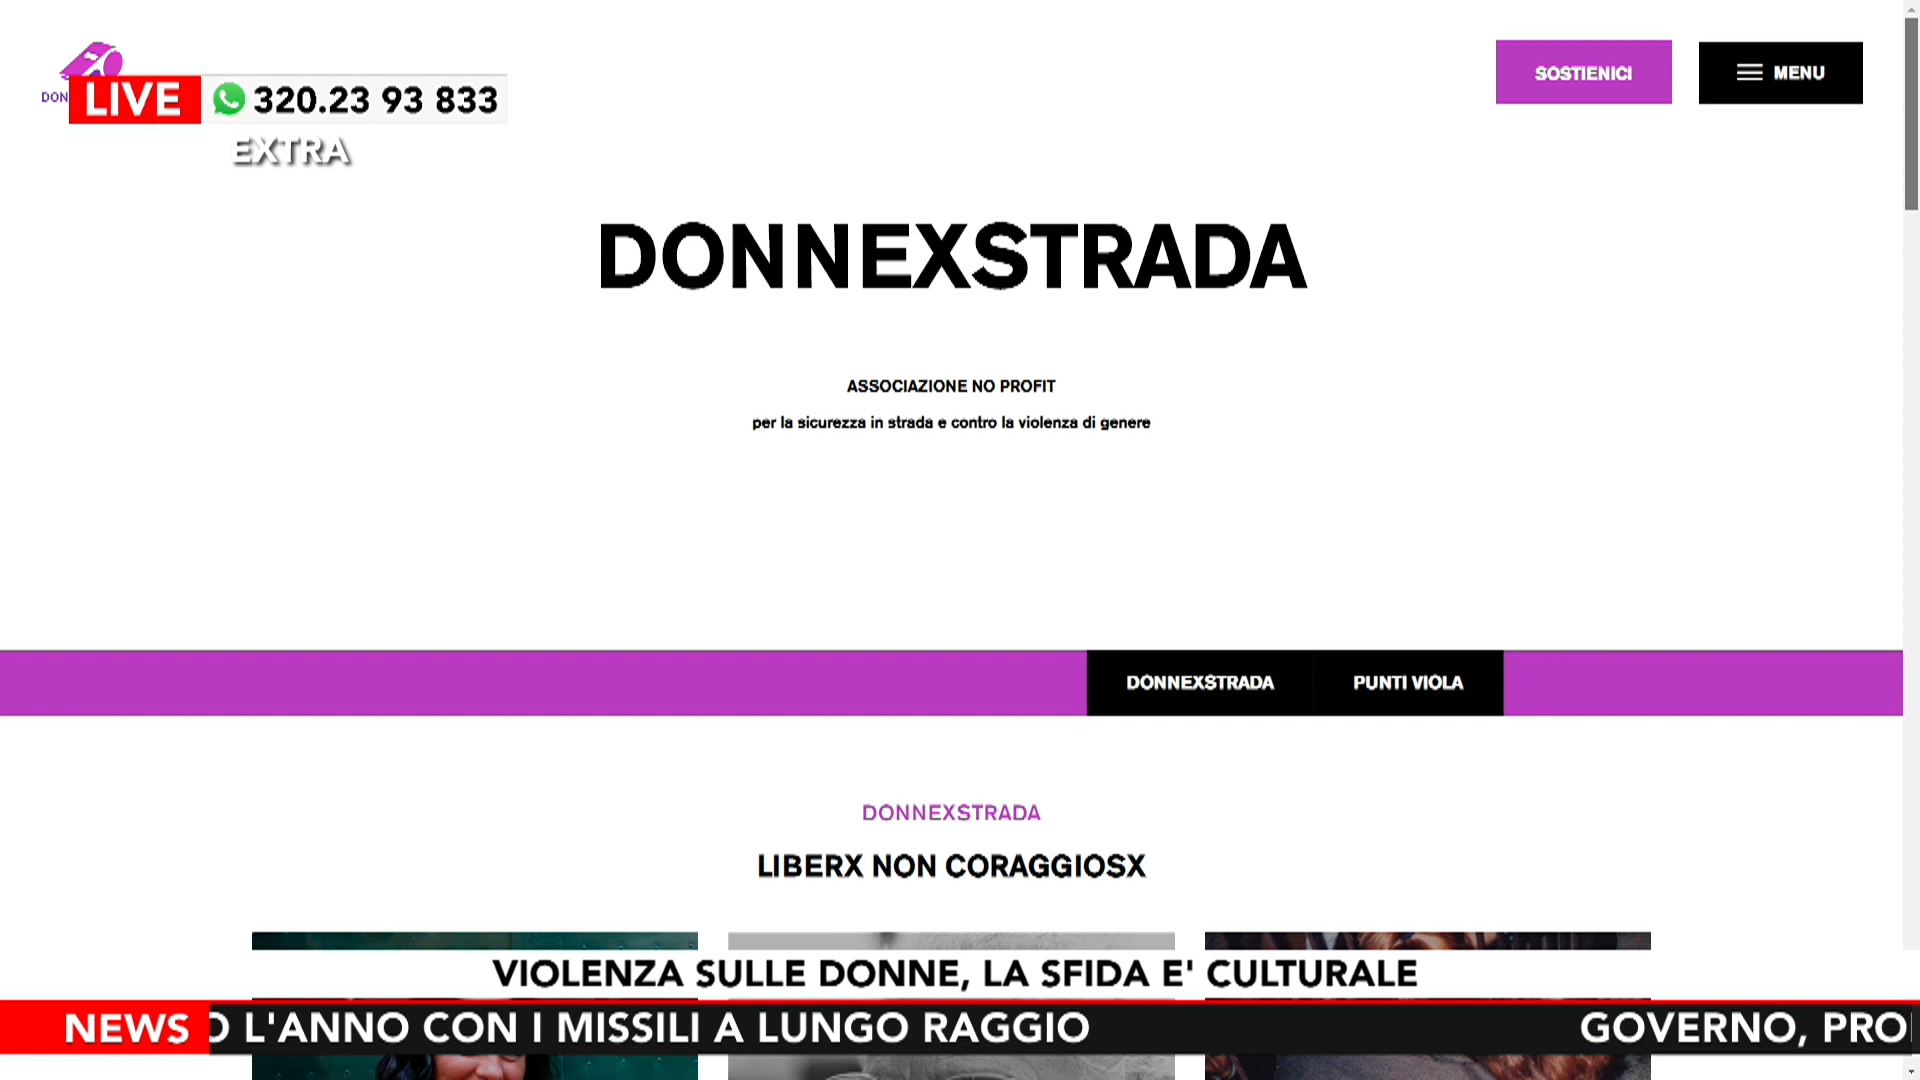 SOSTIENICI
MENU
DON
LIVE
320.23 93 833
EXTRA
DONNEXSTRADA
ASSOCIAZIONE NO PROFIT
per la sicurezza in strada e contro la violenza di genere
DONNEXSTRADA
PUNTI VIOLA
DONNEXSTRADA
LIBERX NON CORAGGIOSX
VIOLENZA SULLE DONNE, LA SFIDA E' CULTURALE
NEWS
O L'ANNO CON I MISSILI A LUNGO RAGGIO
GOVERNO, PRO